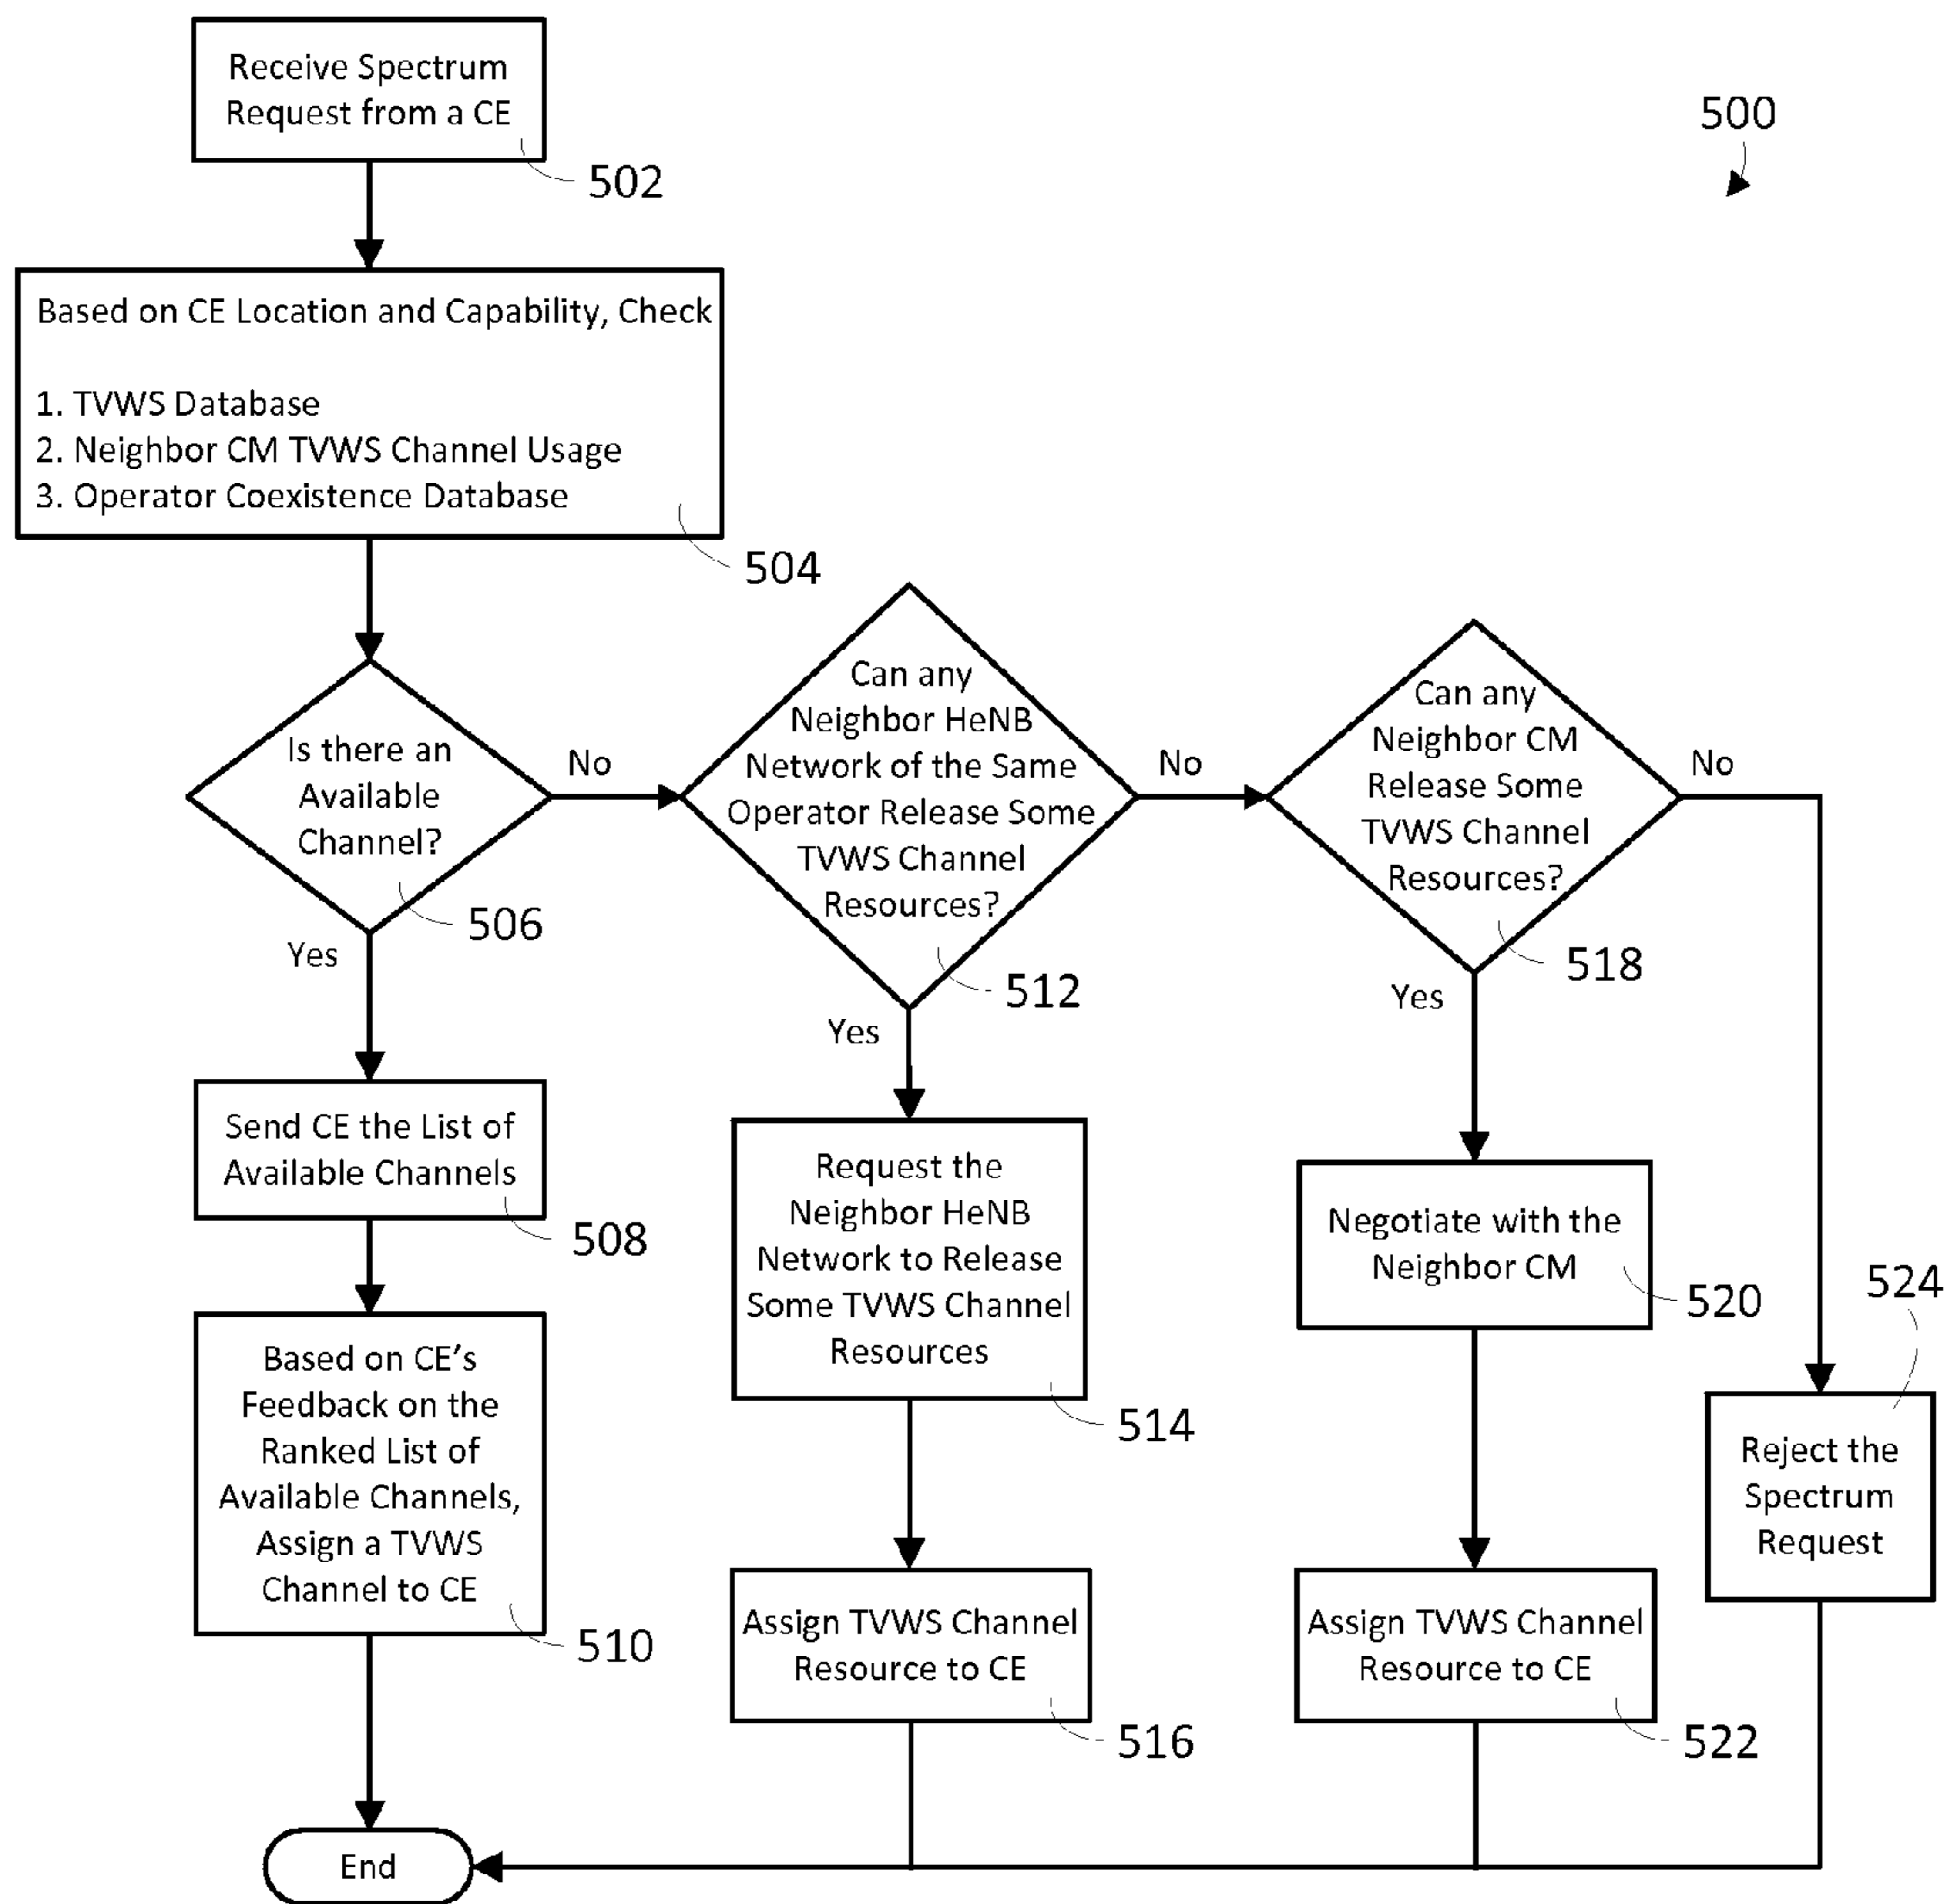 Receive Spectrum
Request from a CE
502
500
Based on CE Location and Capability, Check
1. TVWS Database
2. Neighbor CM TVWS Channel Usage
3. Operator Coexistence Database
504
Is there an
Available
Channel?
506
No
Yes
Can any
Neighbor HeNB
Network of the Same
Operator Release Some
TVWS Channel
Resources?
512
No
Yes
Can any
Neighbor CM
Release Some
TVWS Channel
Resources?
518
No
Yes
Send CE the List of
Available Channels
508
Based on CE's
Feedback on the
Ranked List of
Available Channels,
Assign a TVWS
Channel to CE
510
Request the
Neighbor HeNB
Network to Release
Some TVWS Channel
Resources
514
Assign TVWS Channel
Resource to CE
516
Negotiate with the
Neighbor CM
520
Assign TVWS Channel
Resource to CE
522
524
Reject the
Spectrum
Request
End